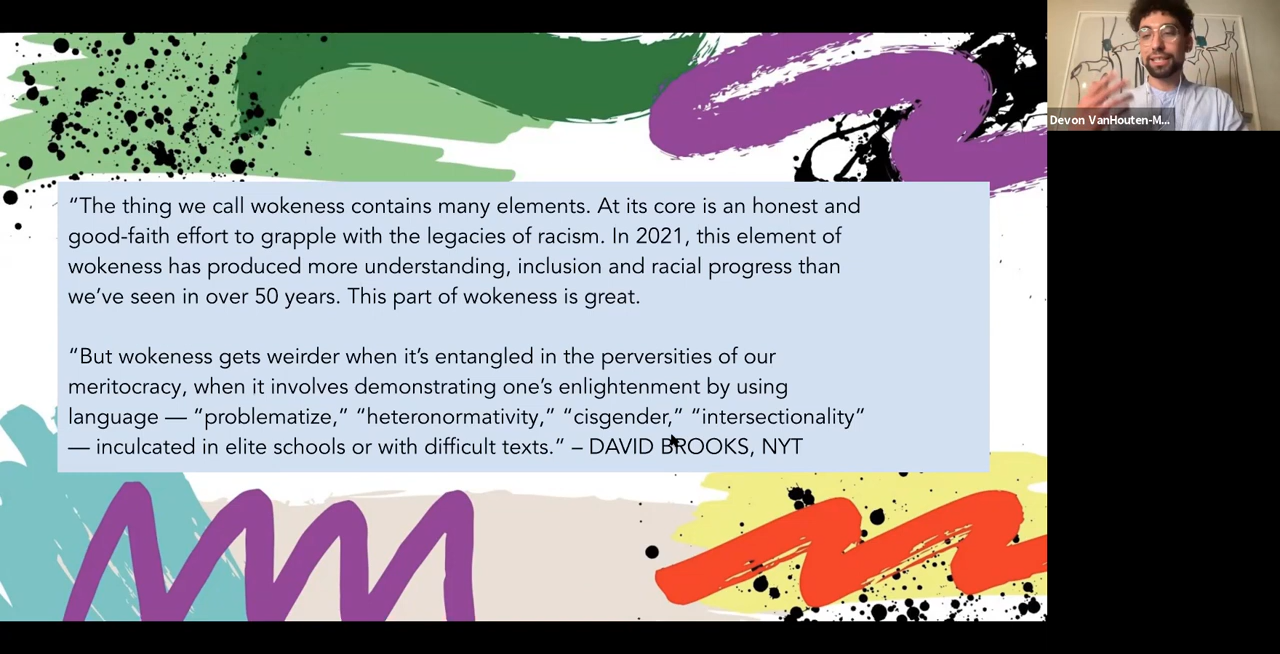 “The thing we call wokeness contains many elements. At its core is an honest and
good-faith effort to grapple with the legacies of racism. In 2021, this element of
wokeness has produced more understanding, inclusion and racial progress than
we’ve seen in over 50 years. This part of wokeness is great.
“But wokeness gets weirder when it’s entangled in the perversities of our
meritocracy, when it involves demonstrating one’s enlightenment by using
language — “problematize,” “heteronormativity,” “cisgender,” “intersectionality”
— inculcated in elite schools or with difficult texts.” – DAVID BROOKS, NYT
Devon VanHouten-M...